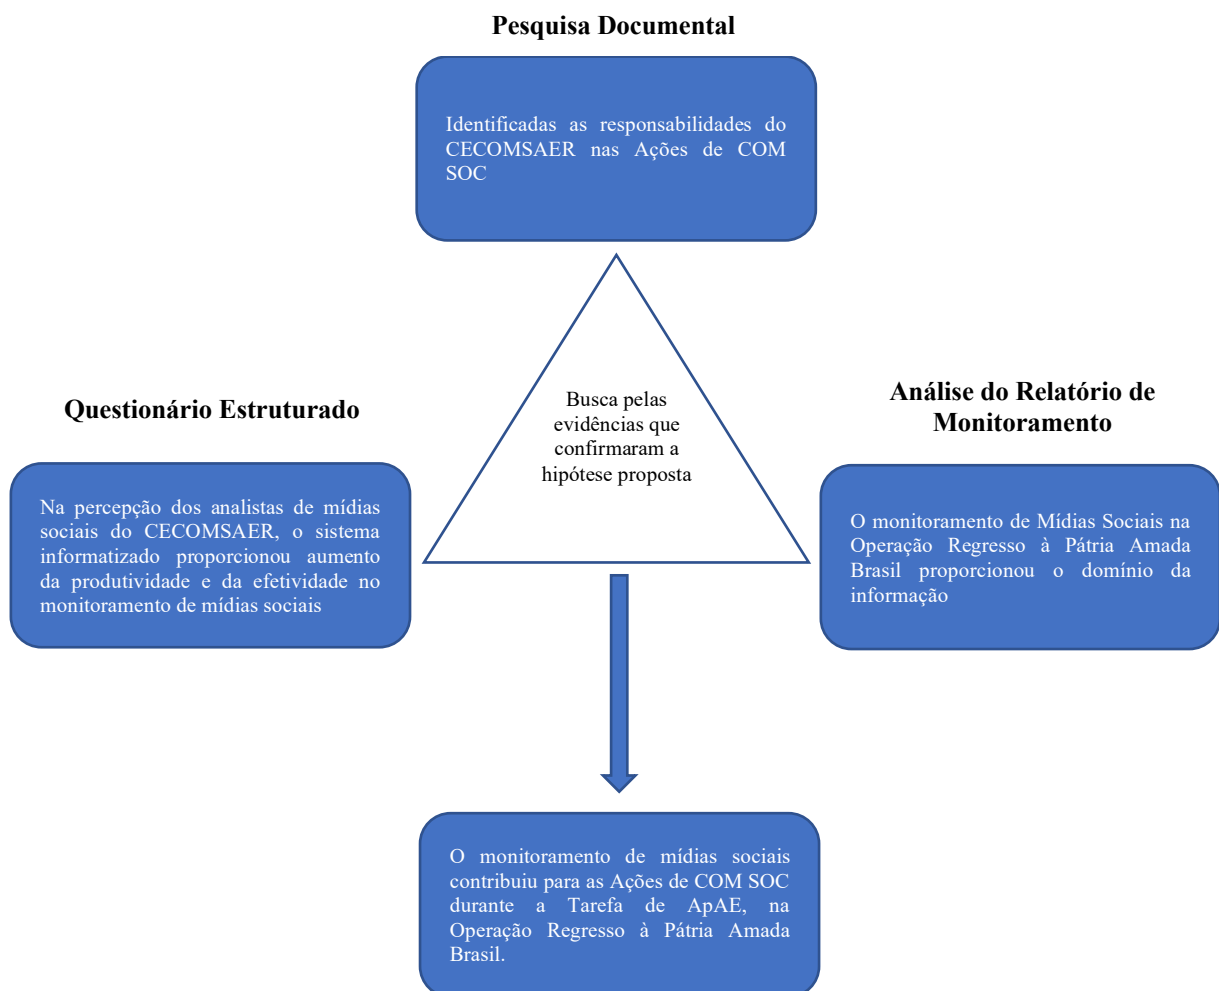 Pesquisa Documental
Identificadas as responsabilidades do
CECOMSAER nas Ações de COM
SOC
Busca pelas
evidências que
confirmaram a
hipótese proposta
Questionário Estruturado
Na percepção dos analistas de mídias
sociais do CECOMSAER, o sistema
informatizado proporcionou aumento
da produtividade e da efetividade no
monitoramento de mídias sociais
Análise do Relatório de
Monitoramento
O monitoramento de Mídias Sociais na
Operação Regresso à Pátria Amada
Brasil proporcionou o domínio da
informação
O monitoramento de mídias sociais
contribuiu para as Ações de COM SOC
durante a Tarefa de ApAE, na
Operação Regresso à Pátria Amada
Brasil.